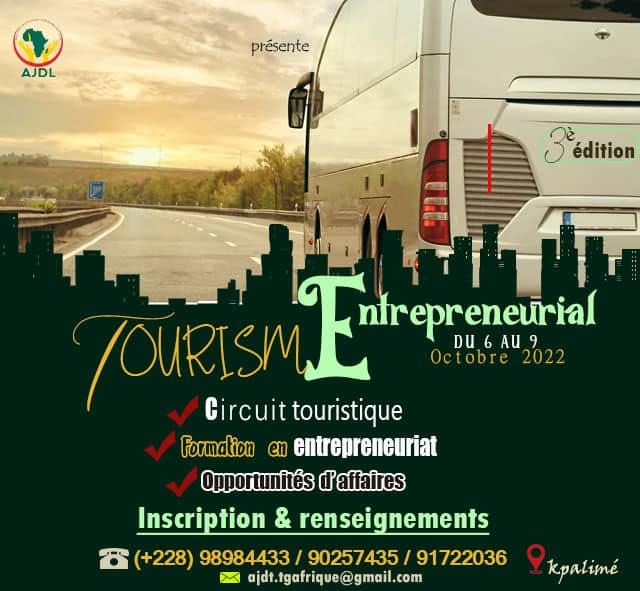 AJDL
présente
3è édition
TOURISM Entrepreneurial
DU 6 AU 9
Octobre 2022
Circuit touristique
Formation en entrepreneuriat
Opportunités d'affaires
Inscription & renseignements
(+228) 98984433 / 90257435 / 91722036
kpalimé
ajdt.tgafrique@gmail.com